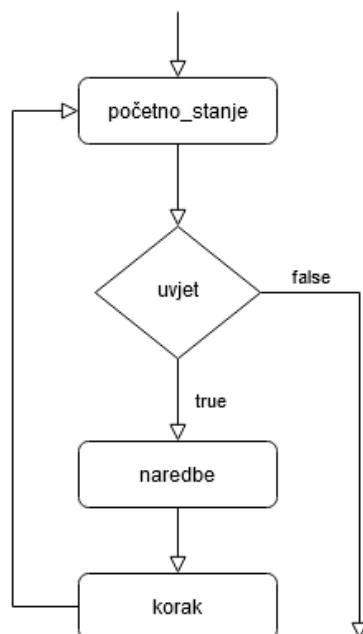 početno_stanje
uvjet
false
true
naredbe
korak